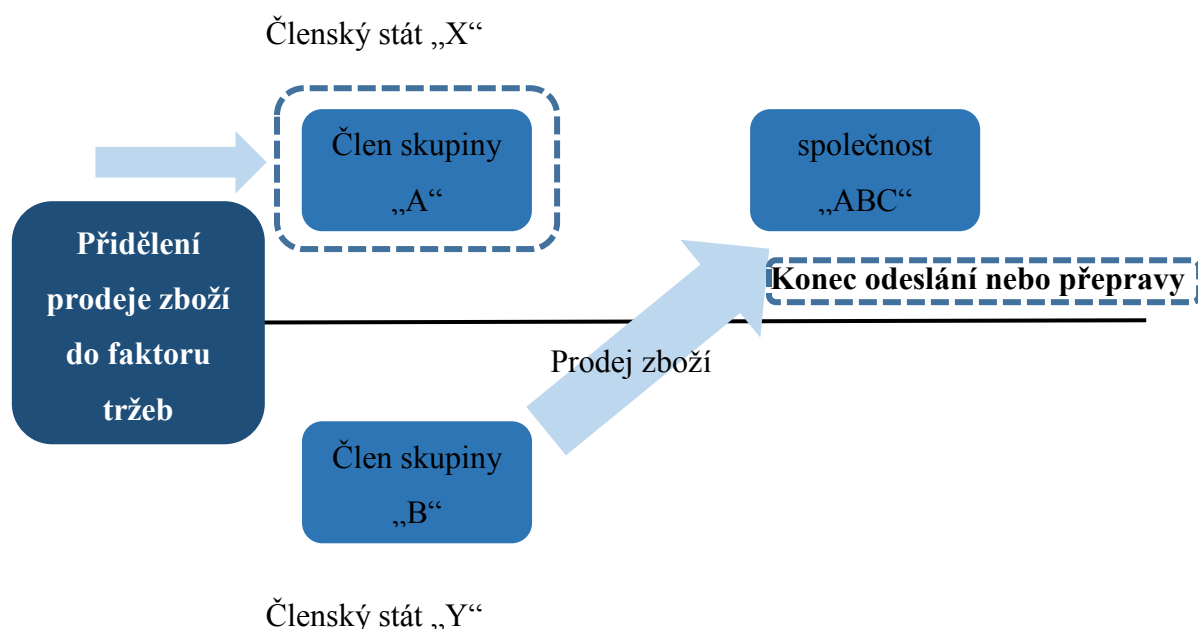 Členský stát „X“
Člen skupiny
„A“
společnost
„ABC“
Přidělení
prodeje zboží
do faktoru
tržeb
Konec odeslání nebo přepravy
Prodej zboží
Člen skupiny
„B“
Členský stát „Y“